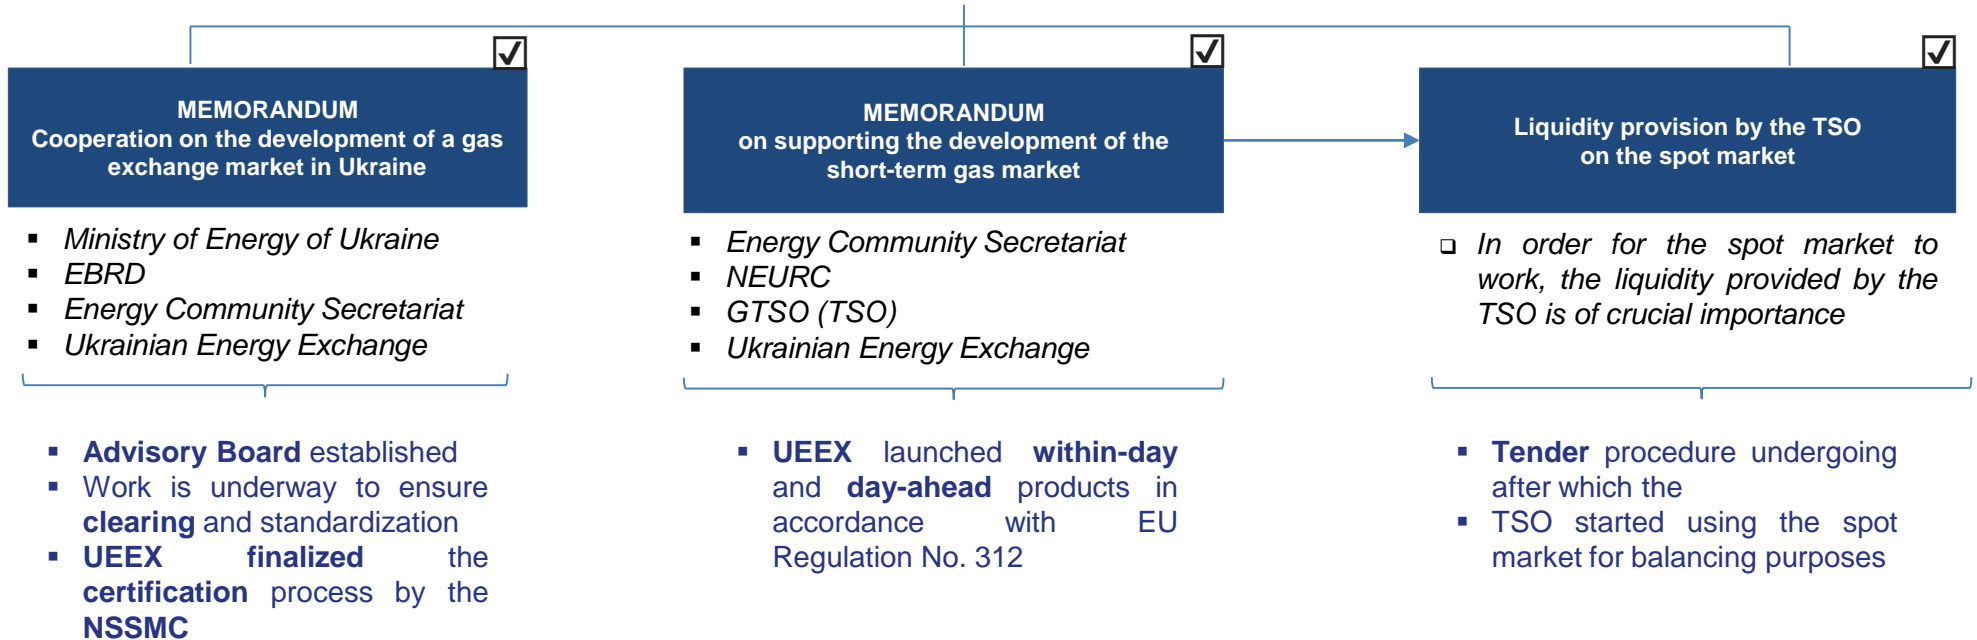 MEMORANDUM
Cooperation on the development of a gas
exchange market in Ukraine
▪ Ministry of Energy of Ukraine
▪ EBRD
▪ Energy Community Secretariat
▪ Ukrainian Energy Exchange
▪ Advisory Board established
▪ Work is underway to ensure
clearing and standardization
▪ UEEX finalized the
certification process by the
NSSMC
MEMORANDUM
on supporting the development of the
short-term gas market
▪ Energy Community Secretariat
▪ NEURC
▪ GTSO (TSO)
▪ Ukrainian Energy Exchange
▪ UEEX launched within-day
and day-ahead products in
accordance with EU
Regulation No. 312
Liquidity provision by the TSO
on the spot market
❑ In order for the spot market to
work, the liquidity provided by the
TSO is of crucial importance
▪ Tender procedure undergoing
after which the
▪ TSO started using the spot
market for balancing purposes